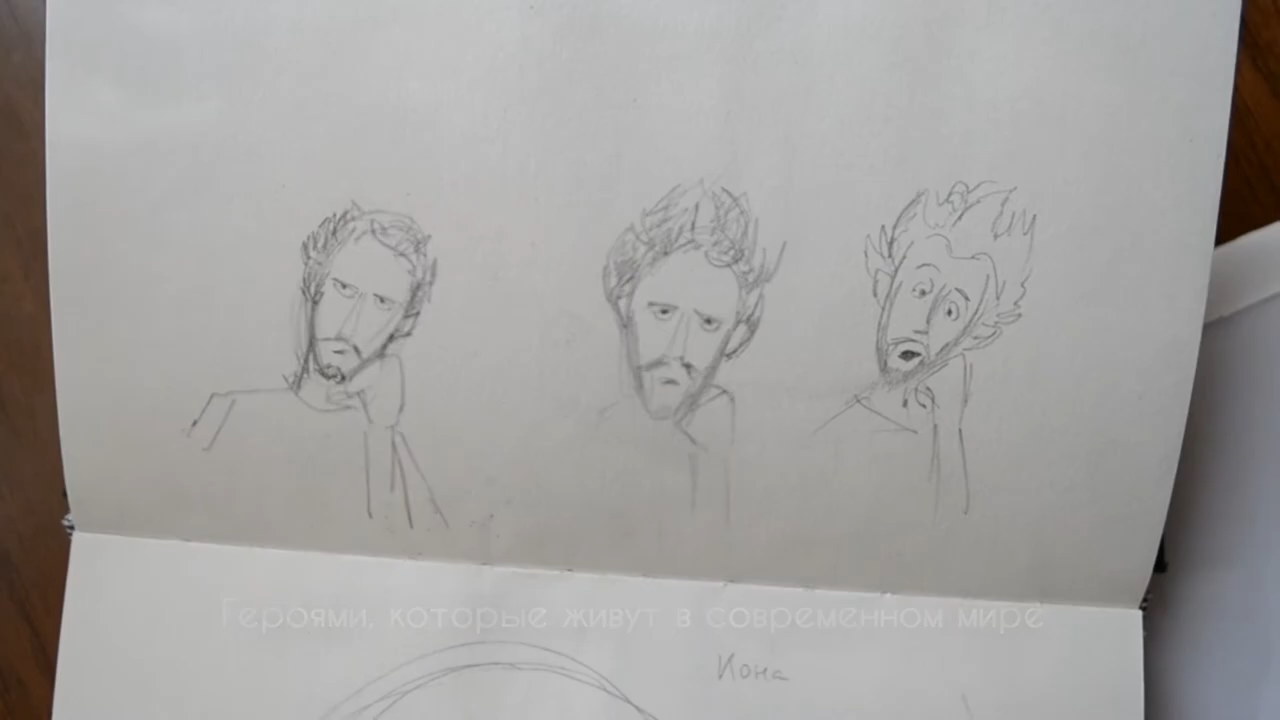 Героями, которые живут в современном мире
Иона